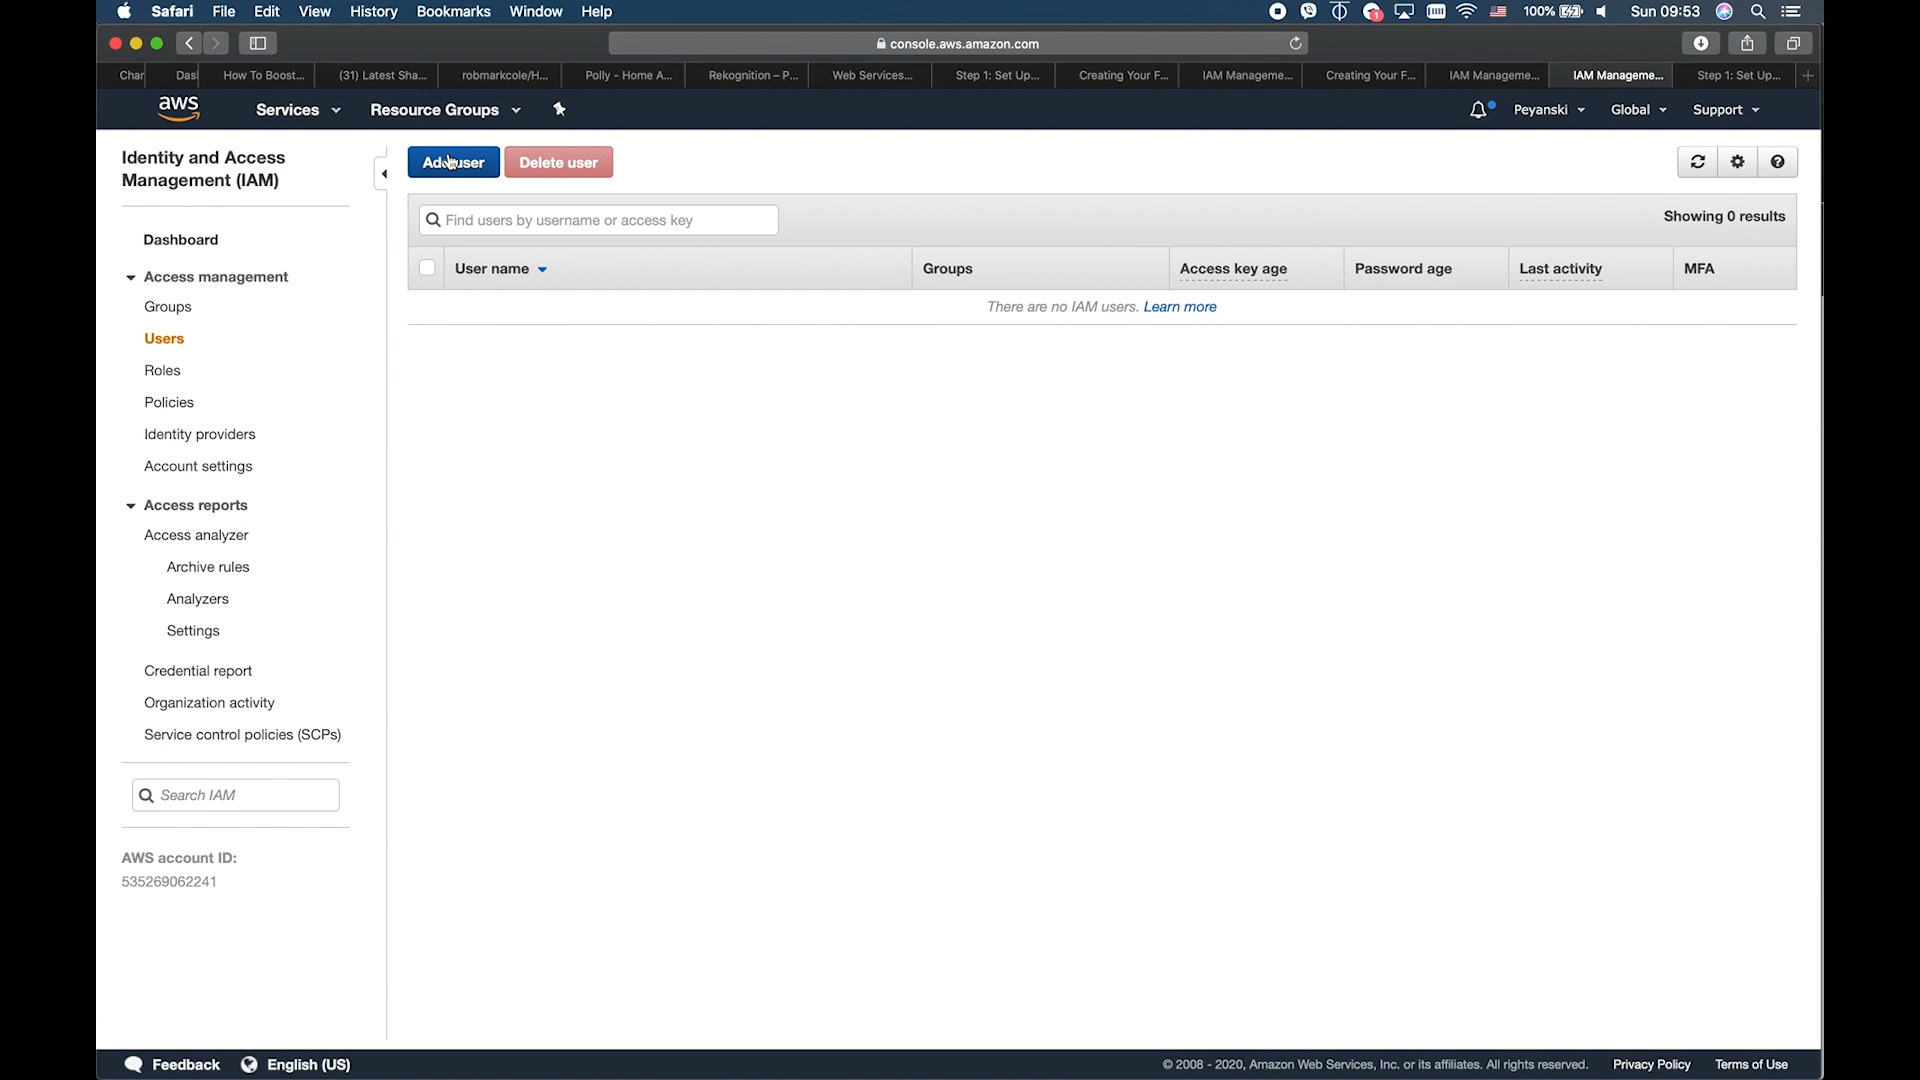 Safari File Edit View History Bookmarks Window Help 1 100% Sun 09:53
console.aws.amazon.com
Char Dasl How To Boost... (31) Latest Sha... robmarkcole/H... Polly - Home A... Rekognition – P... Web Services... Step 1: Set Up... Creating Your F... IAM Manageme... Creating Your F... IAM Manageme... IAM Manageme... Step 1: Set Up...
aws Services Resource Groups Peyanski Global Support
Identity and Access
Management (IAM)
Dashboard
Access management
Groups
Users
Roles
Policies
Identity providers
Account settings
Access reports
Access analyzer
Archive rules
Analyzers
Settings
Credential report
Organization activity
Service control policies (SCPs)
Search IAM
AWS account ID:
535269062241
Add user Delete user
Find users by username or access key Showing 0 results
User name Groups Access key age Password age Last activity MFA
There are no IAM users. Learn more
Feedback English (US) © 2008 - 2020, Amazon Web Services, Inc. or its affiliates. All rights reserved. Privacy Policy Terms of Use